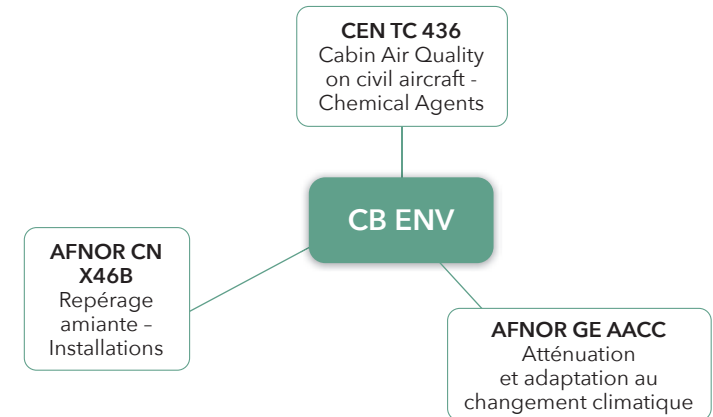 CEN TC 436
Cabin Air Quality
on civil aircraft -
Chemical Agents
CB ENV
AFNOR CN
X46B
Repérage
amiante –
Installations
AFNOR GE AACC
Atténuation
et adaptation au
changement climatique